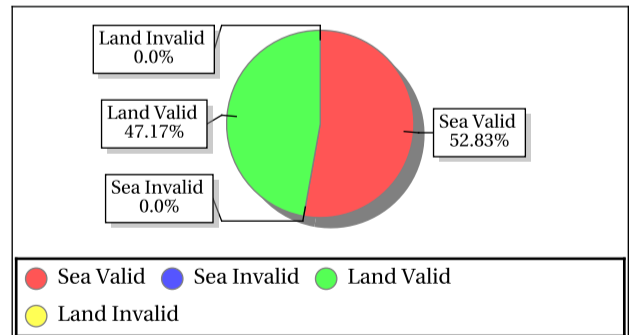 Land Invalid
0.0%
Land Valid
47.17%
Sea Valid
52.83%
Sea Invalid
0.0%
Sea Valid Sea Invalid Land Valid
Land Invalid